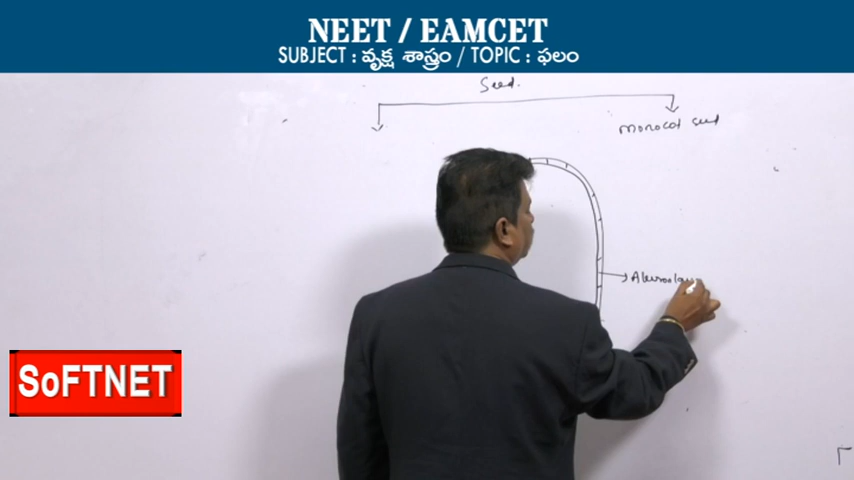 NEET / EAMCET
SUBJECT : వృక్ష శాస్త్రం / TOPIC : ఫలం
Seed.
Monocot seed
SoFTNET